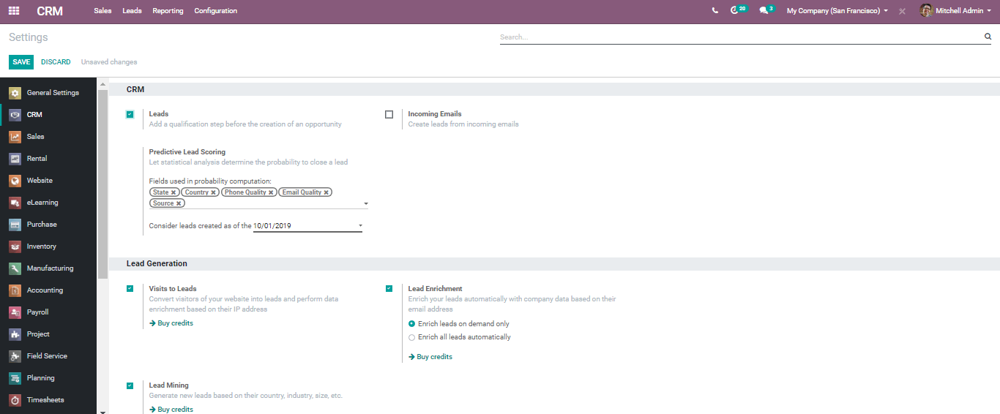 CRM Sales Leads Reporting Configuration 20 3 My Company (San Francisco) Mitchell Admin
Settings
Search...
SAVE DISCARD Unsaved changes
General Settings
CRM
Sales
Rental
Website
eLearning
Purchase
Inventory
Manufacturing
Accounting
Payroll
Project
Field Service
Planning
Timesheets
CRM
Leads
Add a qualification step before the creation of an opportunity
Incoming Emails
Create leads from incoming emails
Predictive Lead Scoring
Let statistical analysis determine the probability to close a lead
Fields used in probability computation:
State ✖ Country ✖ Phone Quality ✖ Email Quality ✖
Source ✖
Consider leads created as of the 10/01/2019
Lead Generation
Visits to Leads
Convert visitors of your website into leads and perform data
enrichment based on their IP address
➔ Buy credits
Lead Enrichment
Enrich your leads automatically with company data based on their
email address
Enrich leads on demand only
Enrich all leads automatically
➔ Buy credits
Lead Mining
Generate new leads based on their country, industry, size, etc.
➔ Buy credits